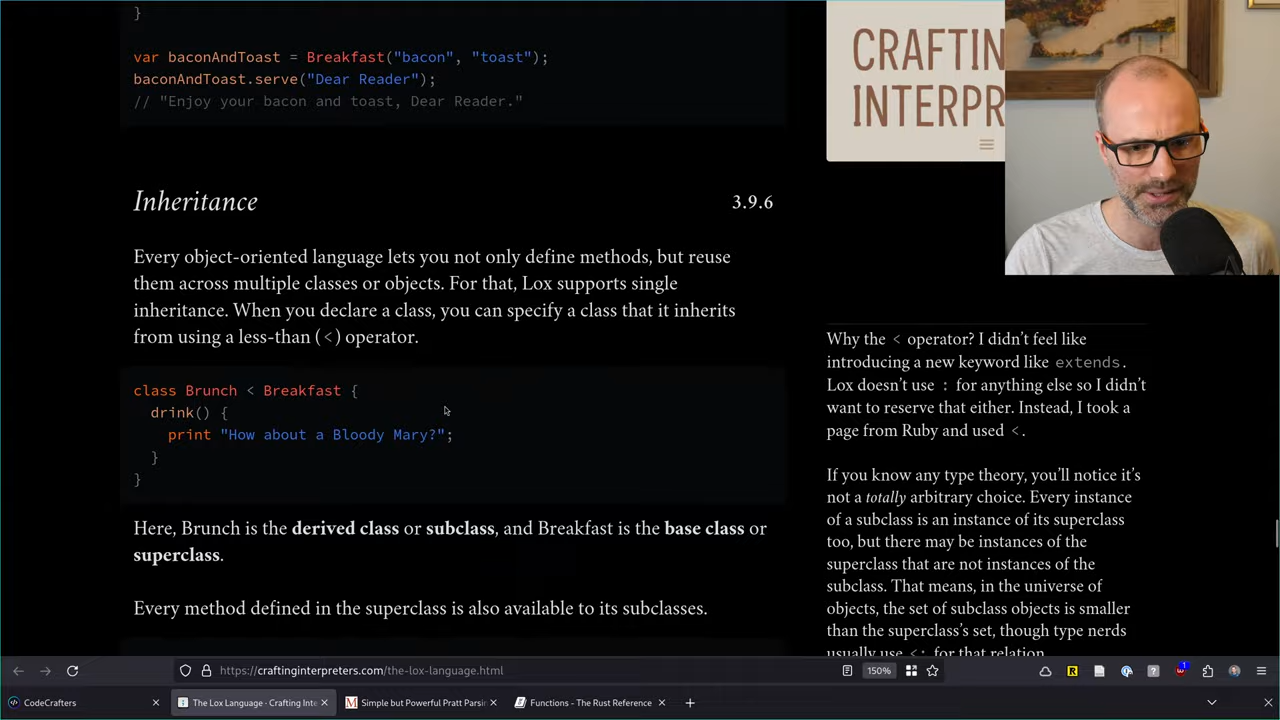 }
var baconAndToast = Breakfast("bacon", "toast");
baconAndToast.serve("Dear Reader");
// "Enjoy your bacon and toast, Dear Reader."
Inheritance
3.9.6
Every object-oriented language lets you not only define methods, but reuse
them across multiple classes or objects. For that, Lox supports single
inheritance. When you declare a class, you can specify a class that it inherits
from using a less-than (<) operator.
class Brunch < Breakfast {
drink() {
print "How about a Bloody Mary?";
}
}
Here, Brunch is the derived class or subclass, and Breakfast is the base class or
superclass.
Every method defined in the superclass is also available to its subclasses.
CRAFTIN
INTERPR
Why the < operator? I didn't feel like
introducing a new keyword like extends.
Lox doesn't use : for anything else so I didn't
want to reserve that either. Instead, I took a
page from Ruby and used <.
If you know any type theory, you'll notice it's
not a totally arbitrary choice. Every instance
of a subclass is an instance of its superclass
too, but there may be instances of the
superclass that are not instances of the
subclass. That means, in the universe of
objects, the set of subclass objects is smaller
than the superclass's set, though type nerds
usually use <: for that relation.
https://craftinginterpreters.com/the-lox-language.html
150%
1
CodeCrafters
The Lox Language · Crafting Inte
Simple but Powerful Pratt Parsin
Functions - The Rust Reference